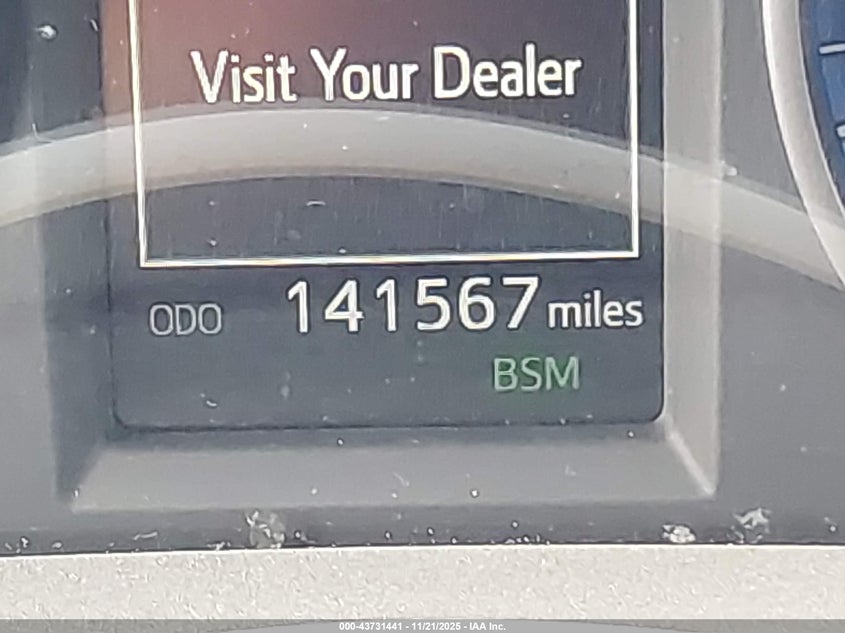 Visit Your Dealer
ODO 141567 miles
BSM
000-43731441 - 11/21/2025 - IAA Inc.